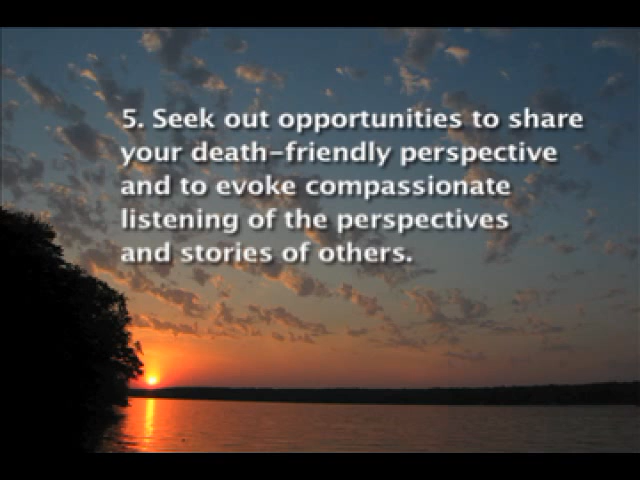 5. Seek out opportunities to share
your death-friendly perspective
and to evoke compassionate
listening of the perspectives
and stories of others.